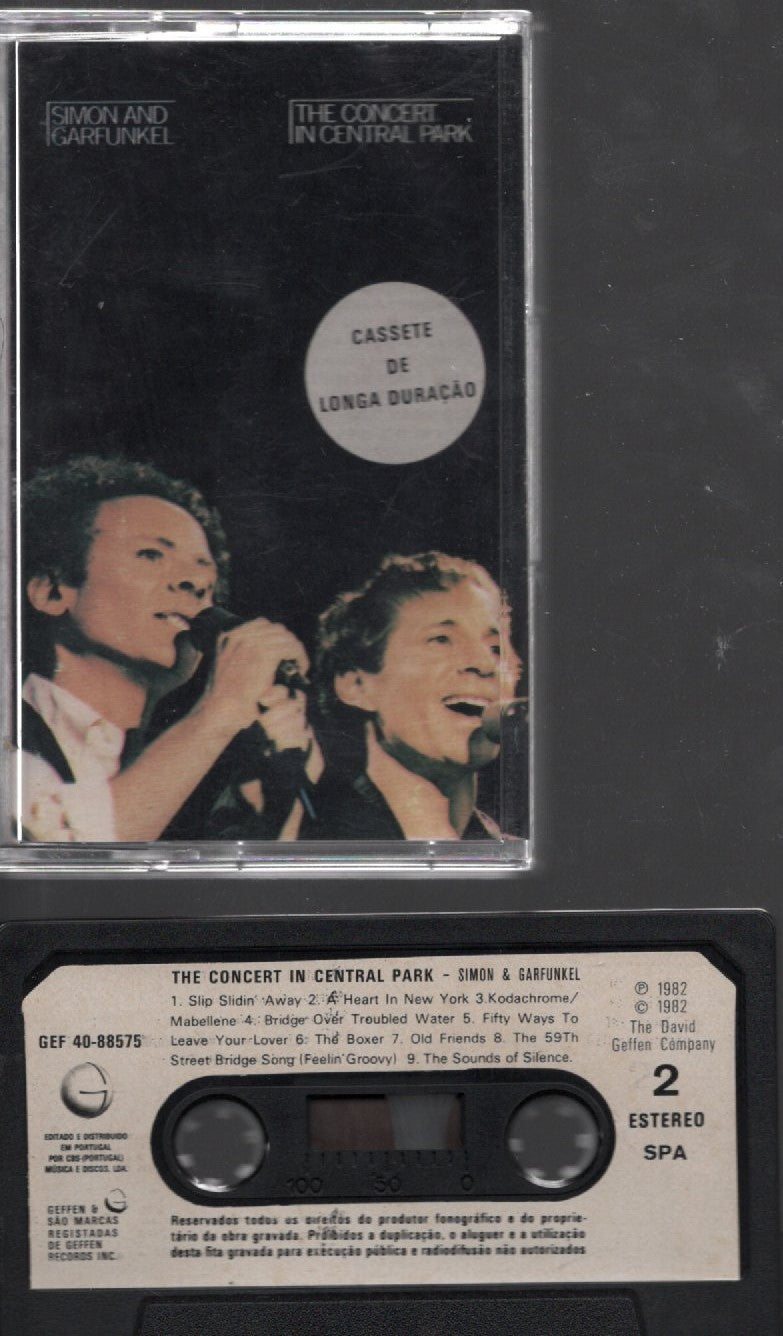 SIMON AND
GARFUNKEL
THE CONCERT
IN CENTRAL PARK
CASSETE
DE
LONGA DURAÇÃO
THE CONCERT IN CENTRAL PARK - SIMON & GARFUNKEL
1. Slip Slidin' Away 2. A Heart In New York 3.Kodachrome/
Mabellene 4. Bridge Over Troubled Water 5. Fifty Ways To
Leave Your Lover 6. The Boxer 7. Old Friends 8. The 59Th
Street Bridge Song (Feelin' Groovy) 9. The Sounds of Silence.
GEF 40-88575
G
EDITADO E DISTRIBUIDO
EM PORTUGAL
POR CBS-(PORTUGAL)
MÚSICA E DISCOS. LDA.
GEFFEN & G
SÃO MARCAS
REGISTADAS
DE GEFFEN
RECORDS INC.
℗ 1982
© 1982
The David
Geffen Company
2
ESTEREO
SPA
100 50 0
Reservados todos os direitos do produtor fonográfico e do proprie-
tário da obra gravada. Proibidos a duplicação, o aluguer e a utilização
desta fita gravada para execução pública e radiodifusão não autorizados